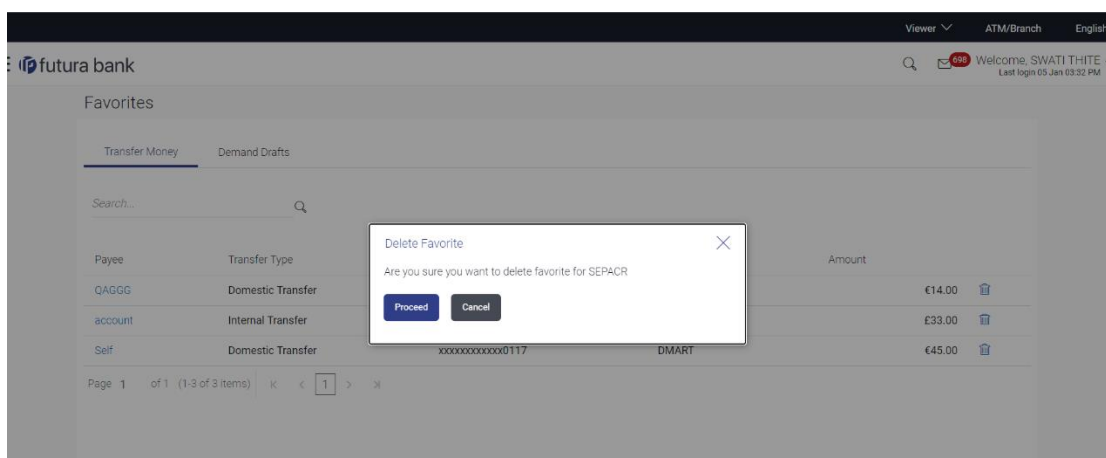 Viewer ATM/Branch English
futura bank 698 Welcome, SWATI THITE
Last login 05 Jan 03:32 PM
Favorites
Transfer Money Demand Drafts
Search...
Delete Favorite
Are you sure you want to delete favorite for SEPACR
Proceed Cancel
Payee Transfer Type Amount
QAGGG Domestic Transfer €14.00
account Internal Transfer £33.00
Self Domestic Transfer xxxxxxxxxxxx0117 DMART €45.00
Page 1 of 1 (1-3 of 3 items) 1